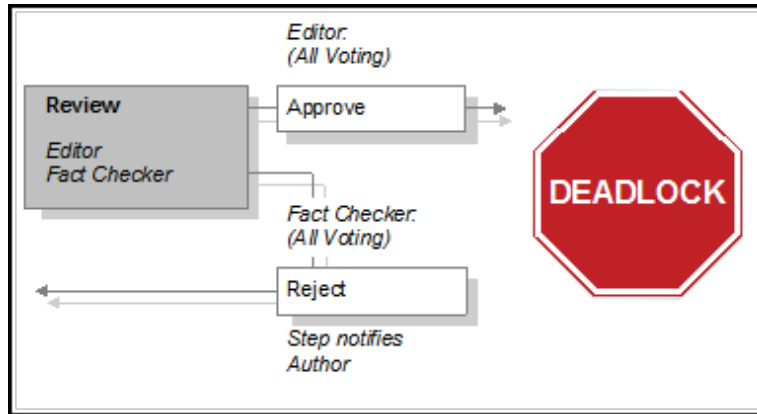 Editor:
(All Voting)
Review
Editor
Fact Checker
Approve
DEADLOCK
Fact Checker:
(All Voting)
Reject
Step notifies
Author